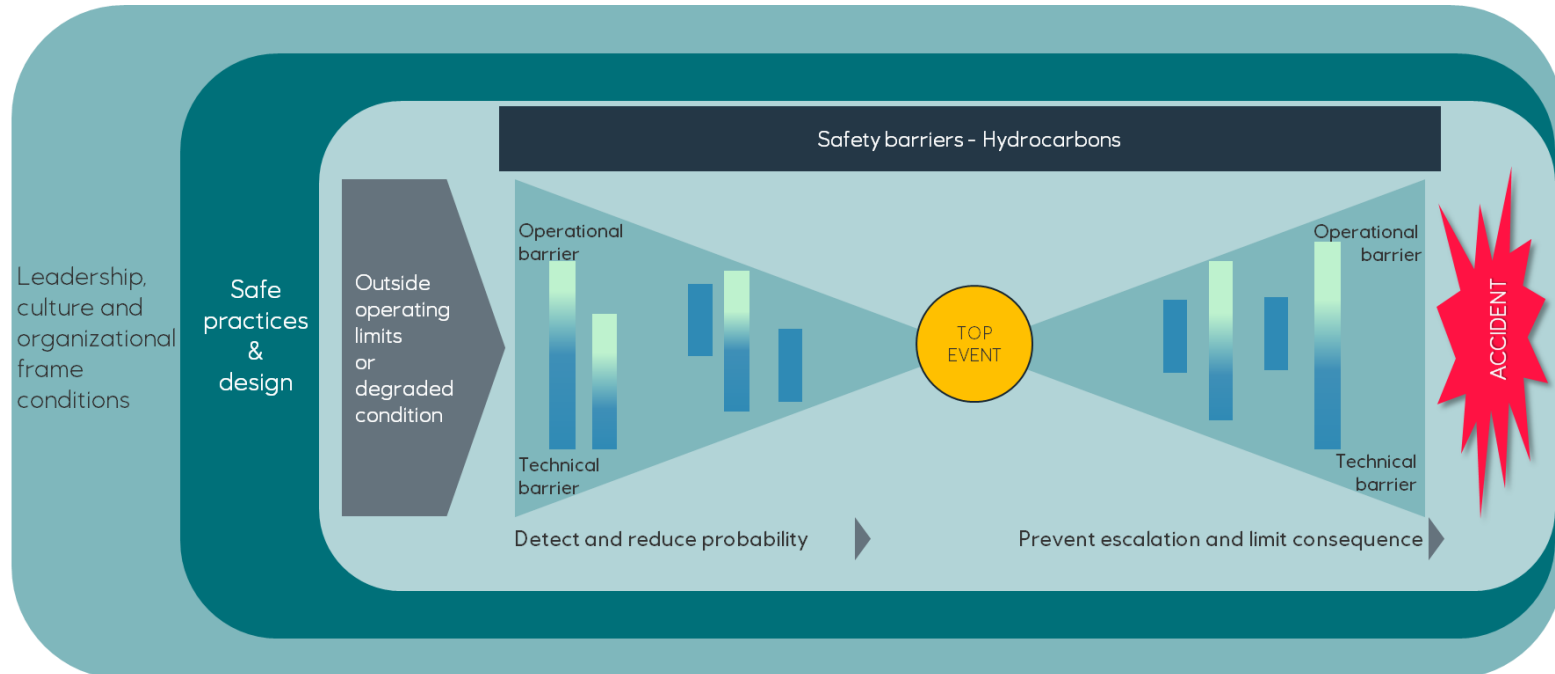 Safety barriers - Hydrocarbons
Leadership,
culture and
organizational
frame
conditions
Safe
practices
&
design
Outside
operating
limits
or
degraded
condition
Operational
barrier
Technical
barrier
TOP
EVENT
Operational
barrier
Technical
barrier
ACCIDENT
Detect and reduce probability
Prevent escalation and limit consequence